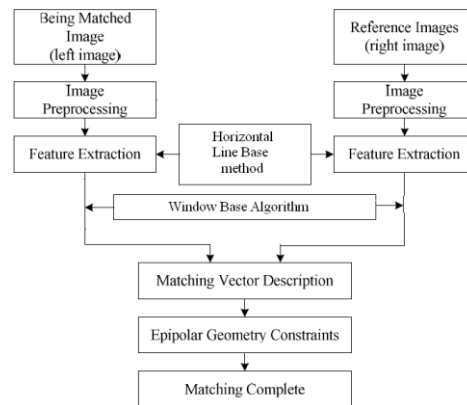 Being Matched
Image
(left image)
Reference Images
(right image)
Image
Preprocessing
Image
Preprocessing
Feature Extraction
Horizontal
Line Base
method
Feature Extraction
Window Base Algorithm
Matching Vector Description
Epipolar Geometry Constraints
Matching Complete